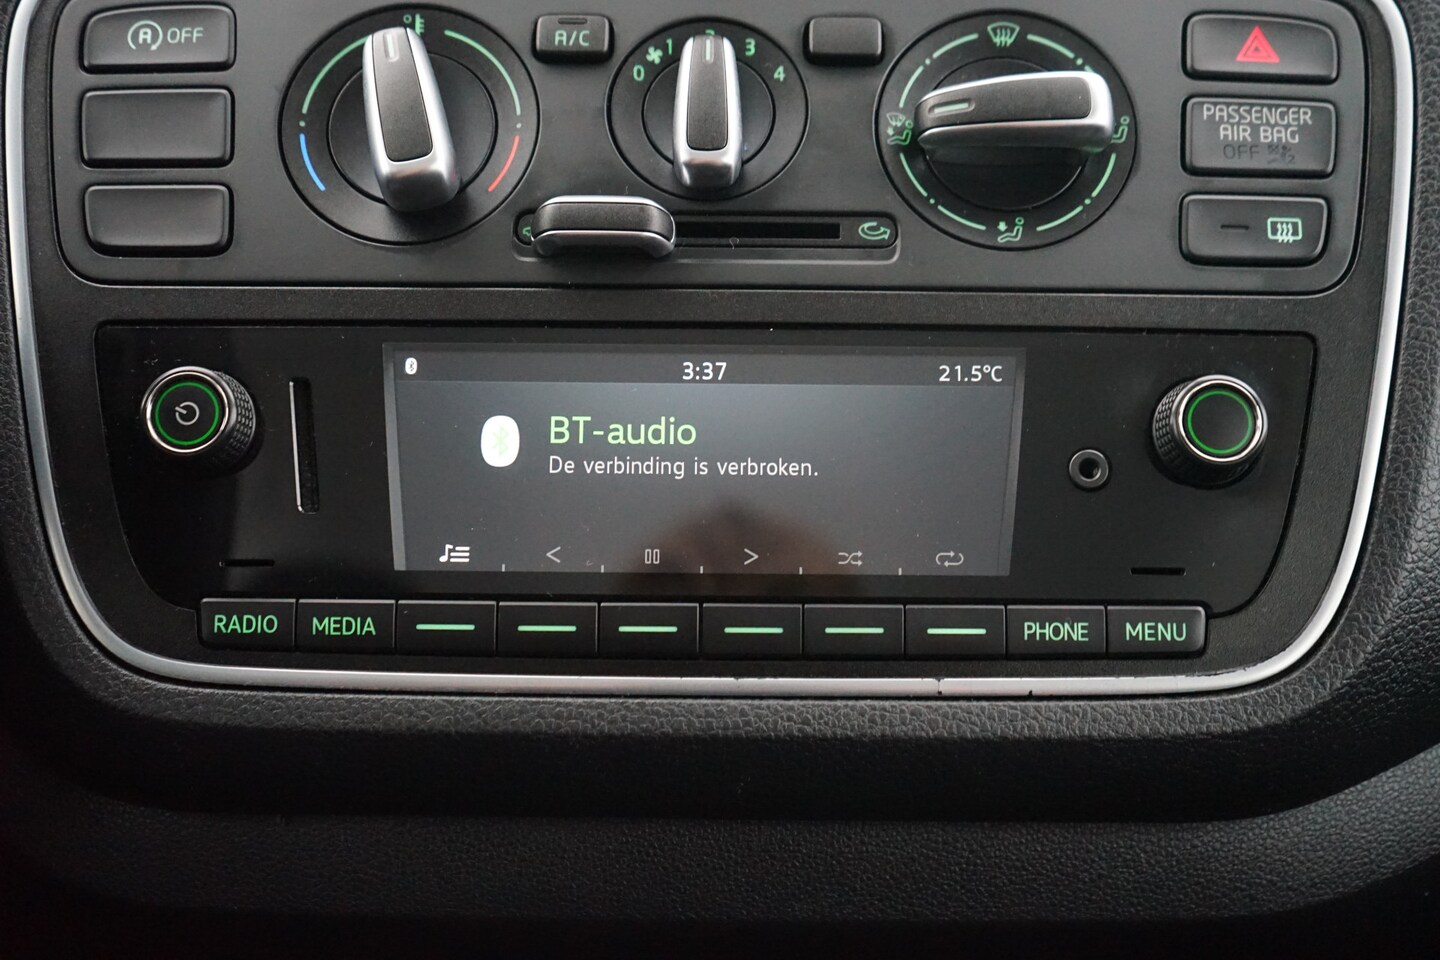 (A) OFF
A/C
0 1 2 3 4
PASSENGER
AIR BAG
OFF
3:37 21.5°C
BT-audio
De verbinding is verbroken.
RADIO MEDIA PHONE MENU